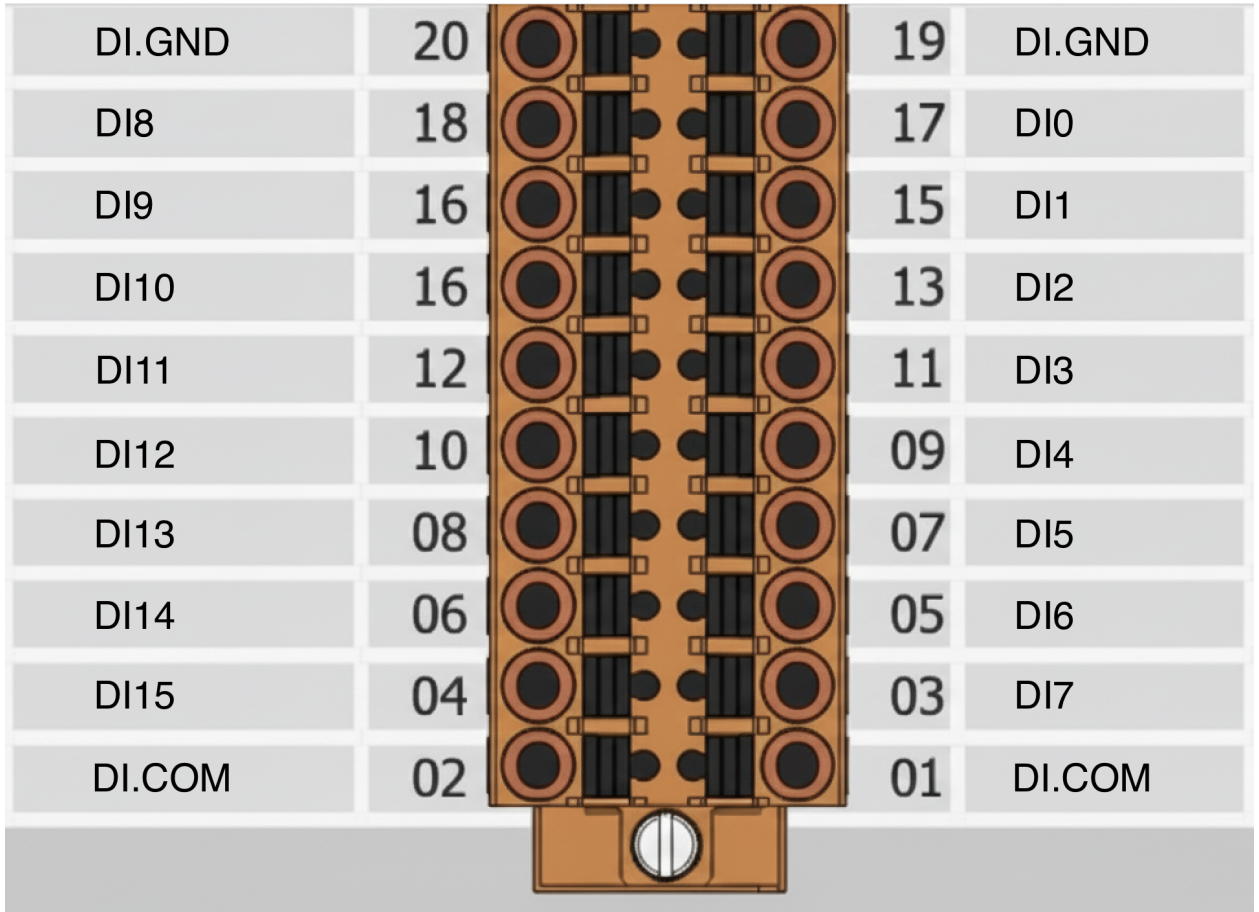 DI.GND 20 19 DI.GND
DI8 18 17 DI0
DI9 16 15 DI1
DI10 16 13 DI2
DI11 12 11 DI3
DI12 10 09 DI4
DI13 08 07 DI5
DI14 06 05 DI6
DI15 04 03 DI7
DI.COM 02 01 DI.COM